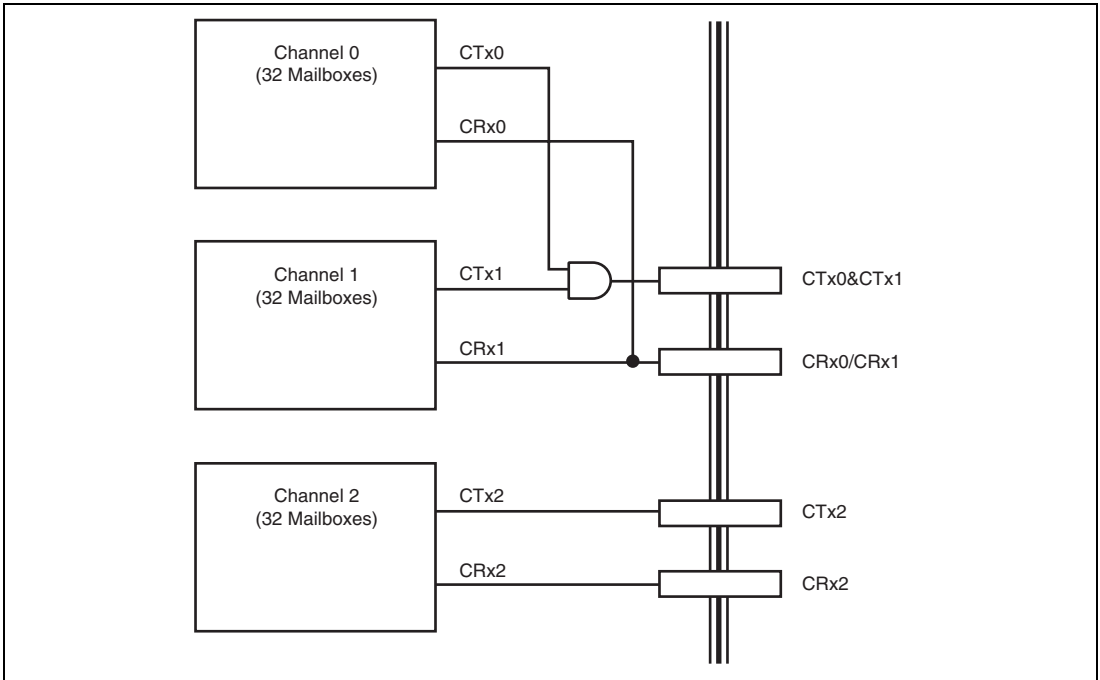 Channel 0
(32 Mailboxes)
CTx0
CRx0
Channel 1
(32 Mailboxes)
CTx1
CRx1
CTx0&CTx1
CRx0/CRx1
Channel 2
(32 Mailboxes)
CTx2
CRx2
CTx2
CRx2